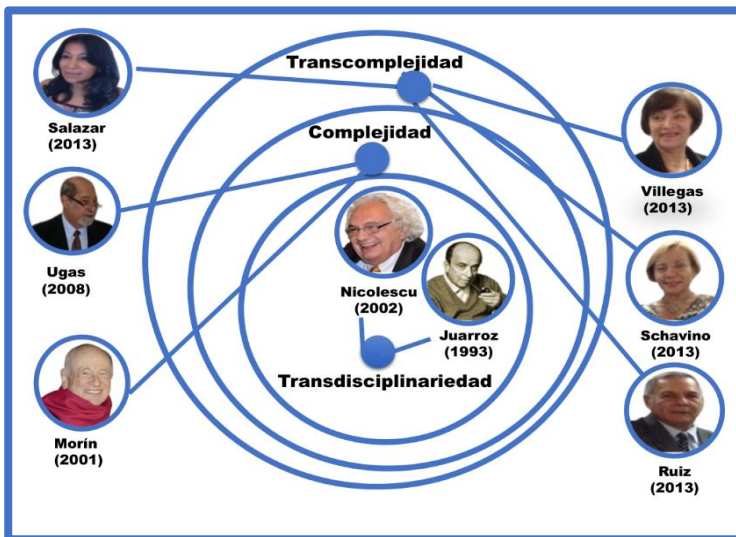 Transcomplejidad
Salazar
(2013)
Complejidad
Villegas
(2013)
Ugas
(2008)
Nicolescu
(2002)
Juarroz
(1993)
Schavino
(2013)
Transdisciplinariedad
Morín
(2001)
Ruiz
(2013)